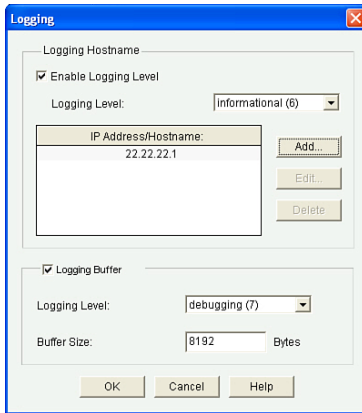 Logging
Logging Hostname
Enable Logging Level
Logging Level: informational (6)
IP Address/Hostname:
22.22.22.1
Add...
Edit...
Delete
Logging Buffer
Logging Level: debugging (7)
Buffer Size: 8192 Bytes
OK Cancel Help